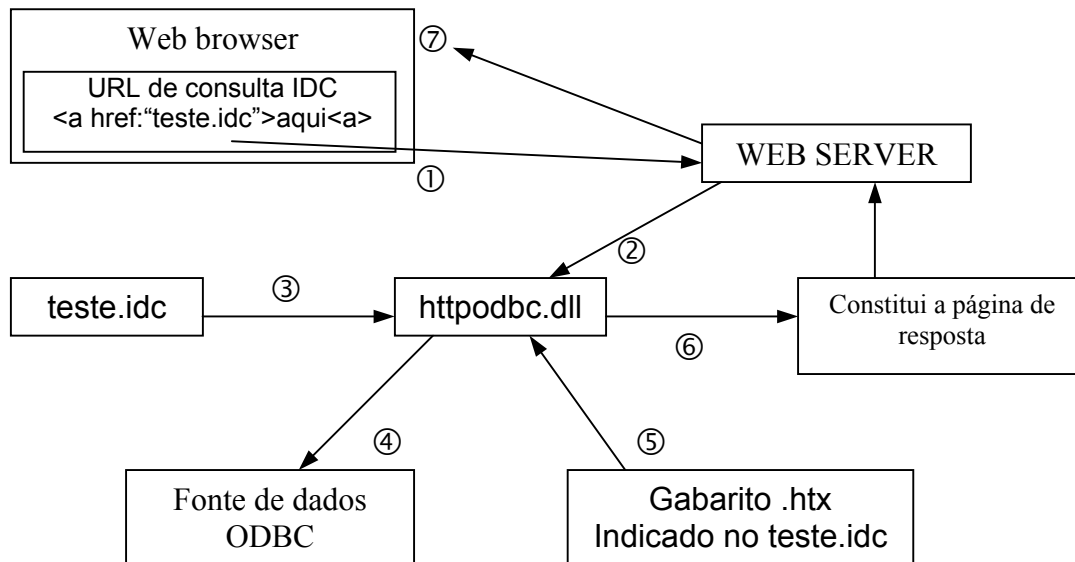 Web browser
⑦
URL de consulta IDC
<a href:“teste.idc”>aqui<a>
WEB SERVER
①
②
teste.idc
③
httpodbc.dll
Constitui a página de
resposta
⑥
④
⑤
Fonte de dados
ODBC
Gabarito .htx
Indicado no teste.idc